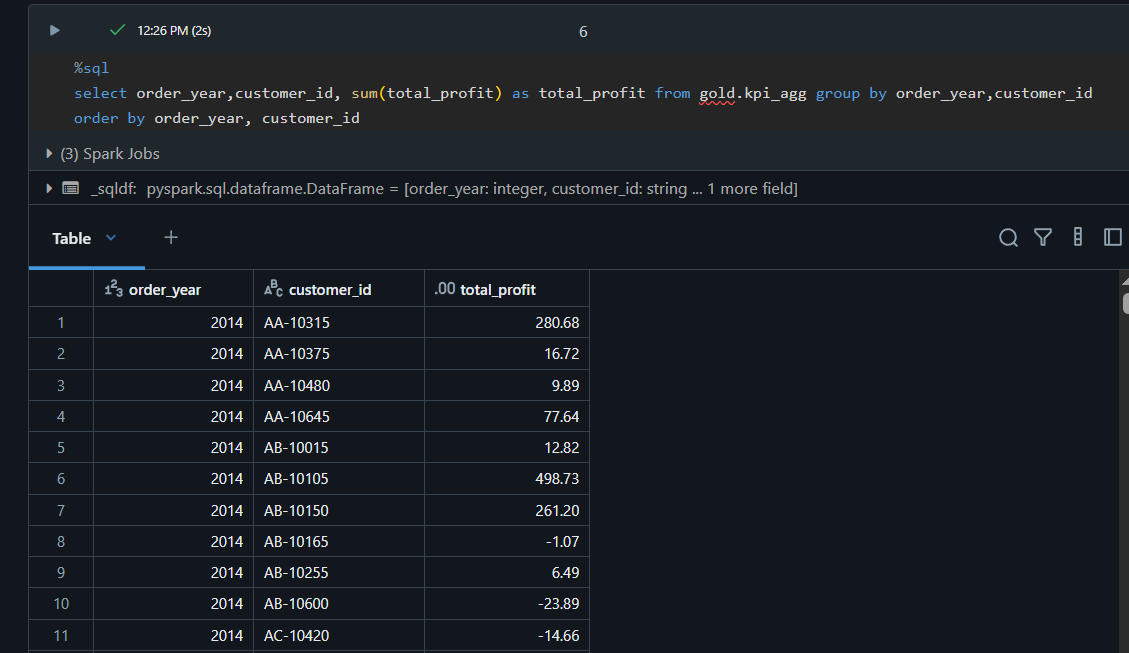 12:26 PM (2s)
6
%sql
select order_year,customer_id, sum(total_profit) as total_profit from gold.kpi_agg group by order_year,customer_id
order by order_year, customer_id
(3) Spark Jobs
_sqldf: pyspark.sql.dataframe.DataFrame = [order_year: integer, customer_id: string ... 1 more field]
Table +
1 2 3 order_year A B C customer_id .00 total_profit
1 2014 AA-10315 280.68
2 2014 AA-10375 16.72
3 2014 AA-10480 9.89
4 2014 AA-10645 77.64
5 2014 AB-10015 12.82
6 2014 AB-10105 498.73
7 2014 AB-10150 261.20
8 2014 AB-10165 -1.07
9 2014 AB-10255 6.49
10 2014 AB-10600 -23.89
11 2014 AC-10420 -14.66